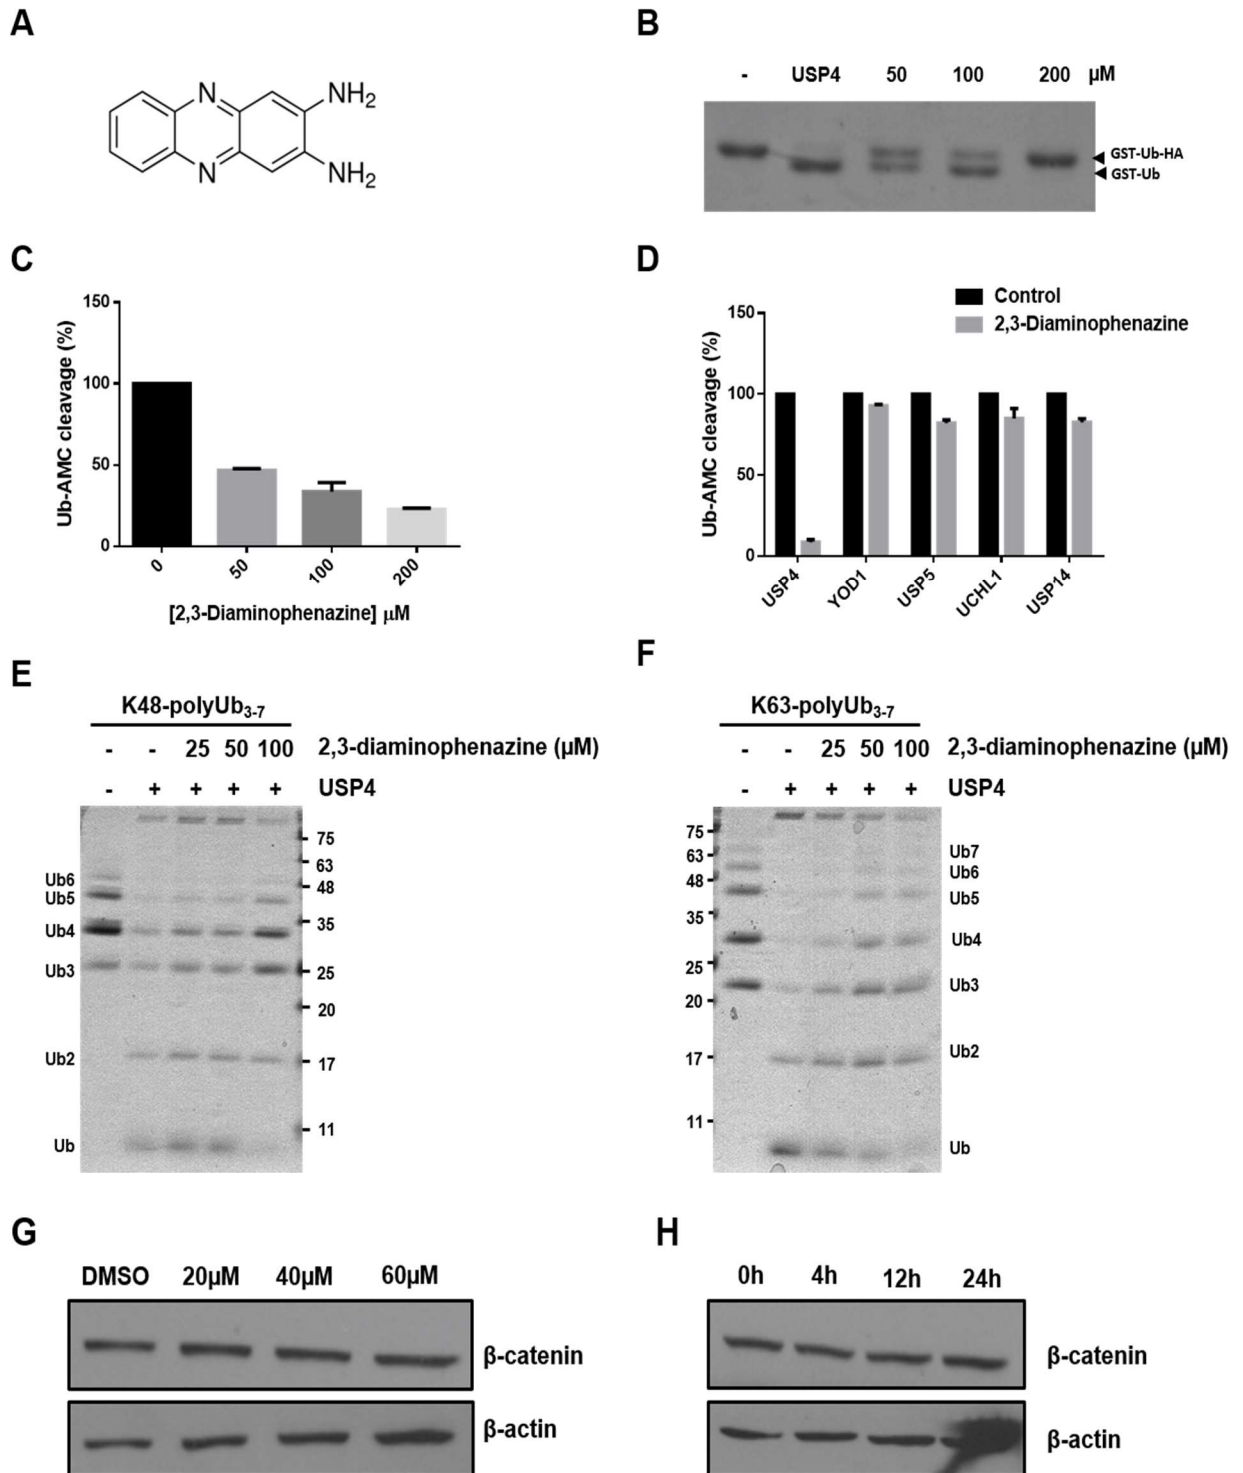 A
N
NH2
N
NH2
B
- USP4 50 100 200 μM
GST-Ub-HA
GST-Ub
C
150
100
50
0
Ub-AMC cleavage (%)
0 50 100 200
[2,3-Diaminophenazine] μM
D
Control
2,3-Diaminophenazine
150
100
50
0
Ub-AMC cleavage (%)
USP4 YOD1 USP5 UCHL1 USP14
E
K48-polyUb3-7
- - 25 50 100 2,3-diaminophenazine (μM)
- + + + + USP4
75
63
Ub6
48
Ub5
35
Ub4
Ub3
25
20
Ub2
17
11
Ub
F
K63-polyUb3-7
- - 25 50 100 2,3-diaminophenazine (μM)
- + + + + USP4
75
Ub7
63
Ub6
48
Ub5
35
Ub4
25
Ub3
20
Ub2
17
11
Ub
G
DMSO 20μM 40μM 60μM
β-catenin
β-actin
H
0h 4h 12h 24h
β-catenin
β-actin